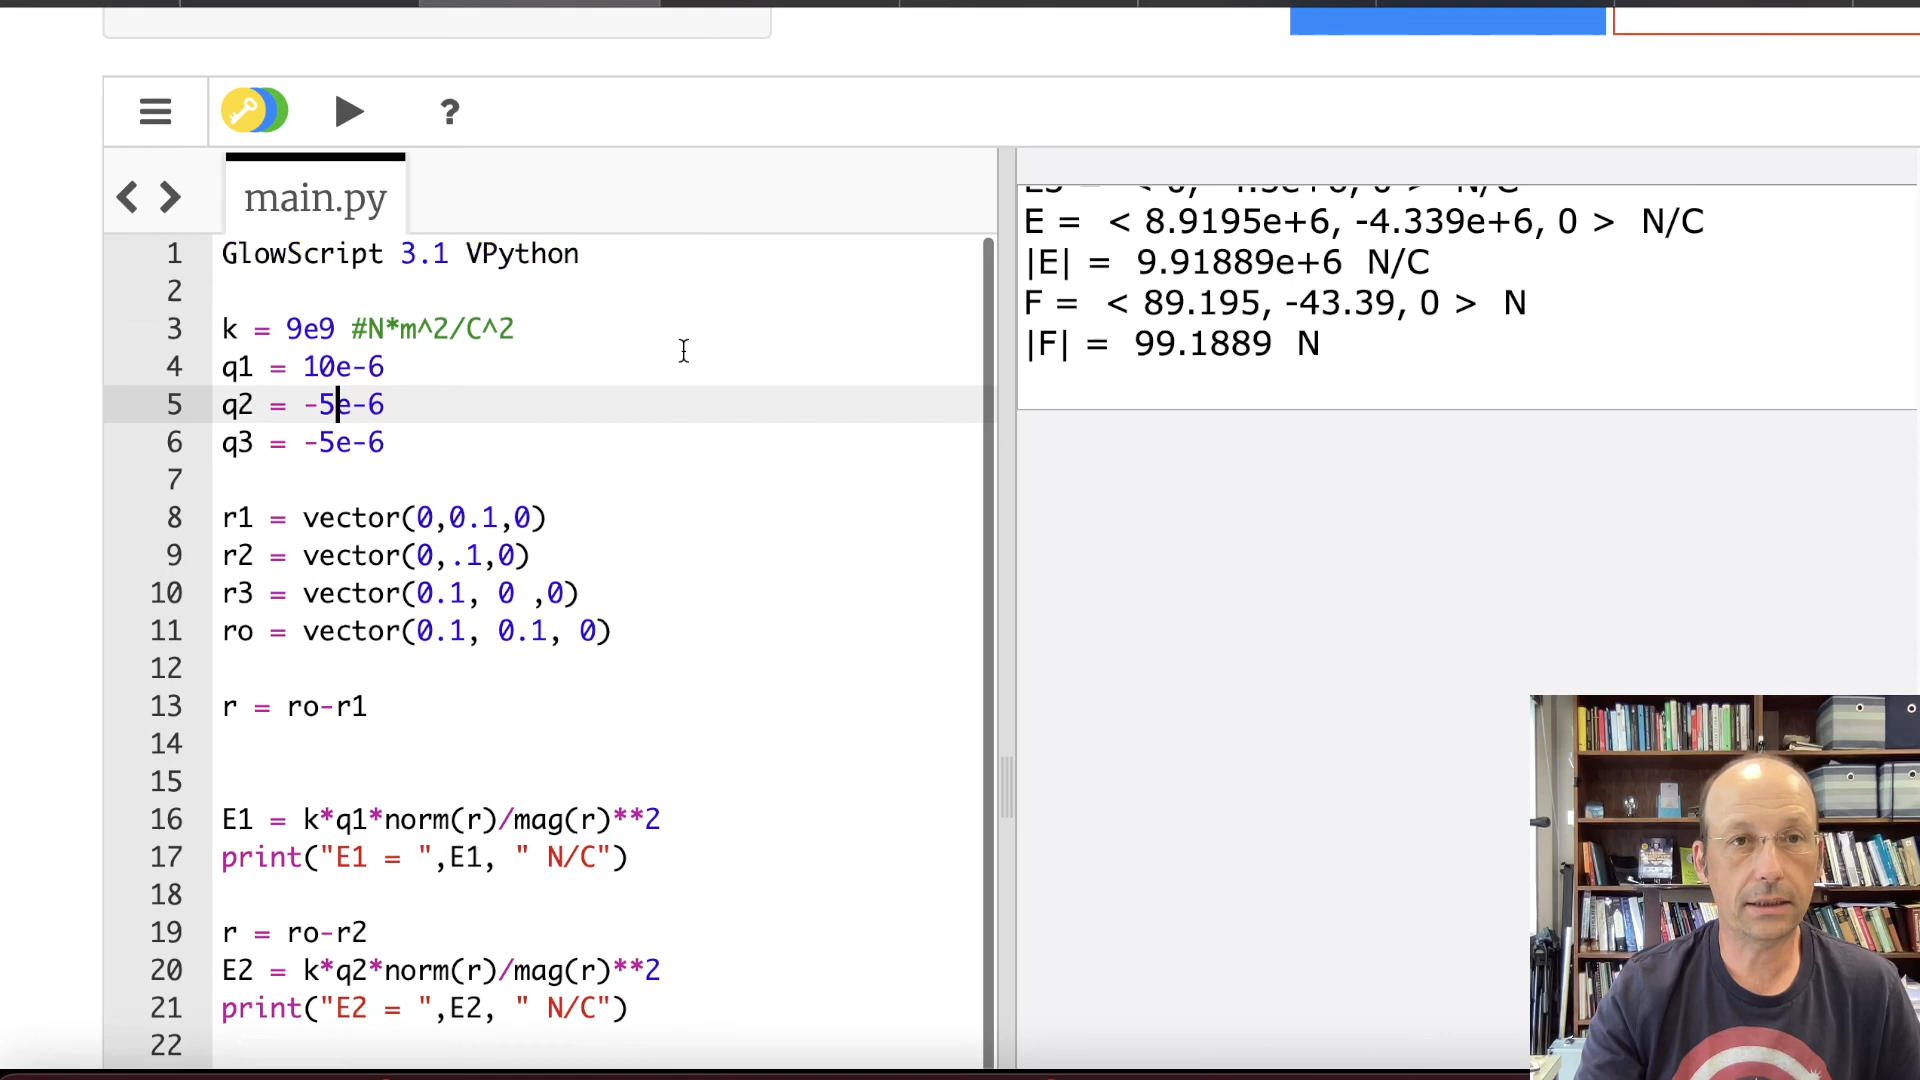 main.py
1 GlowScript 3.1 VPython
2
3 k = 9e9 #N*m^2/C^2
4 q1 = 10e-6
5 q2 = -5e-6
6 q3 = -5e-6
7
8 r1 = vector(0,0.1,0)
9 r2 = vector(0,.1,0)
10 r3 = vector(0.1, 0 ,0)
11 ro = vector(0.1, 0.1, 0)
12
13 r = ro-r1
14
15
16 E1 = k*q1*norm(r)/mag(r)**2
17 print("E1 = ",E1, " N/C")
18
19 r = ro-r2
20 E2 = k*q2*norm(r)/mag(r)**2
21 print("E2 = ",E2, " N/C")
22
E = < 8.9195e+6, -4.339e+6, 0 > N/C
|E| = 9.91889e+6 N/C
F = < 89.195, -43.39, 0 > N
|F| = 99.1889 N